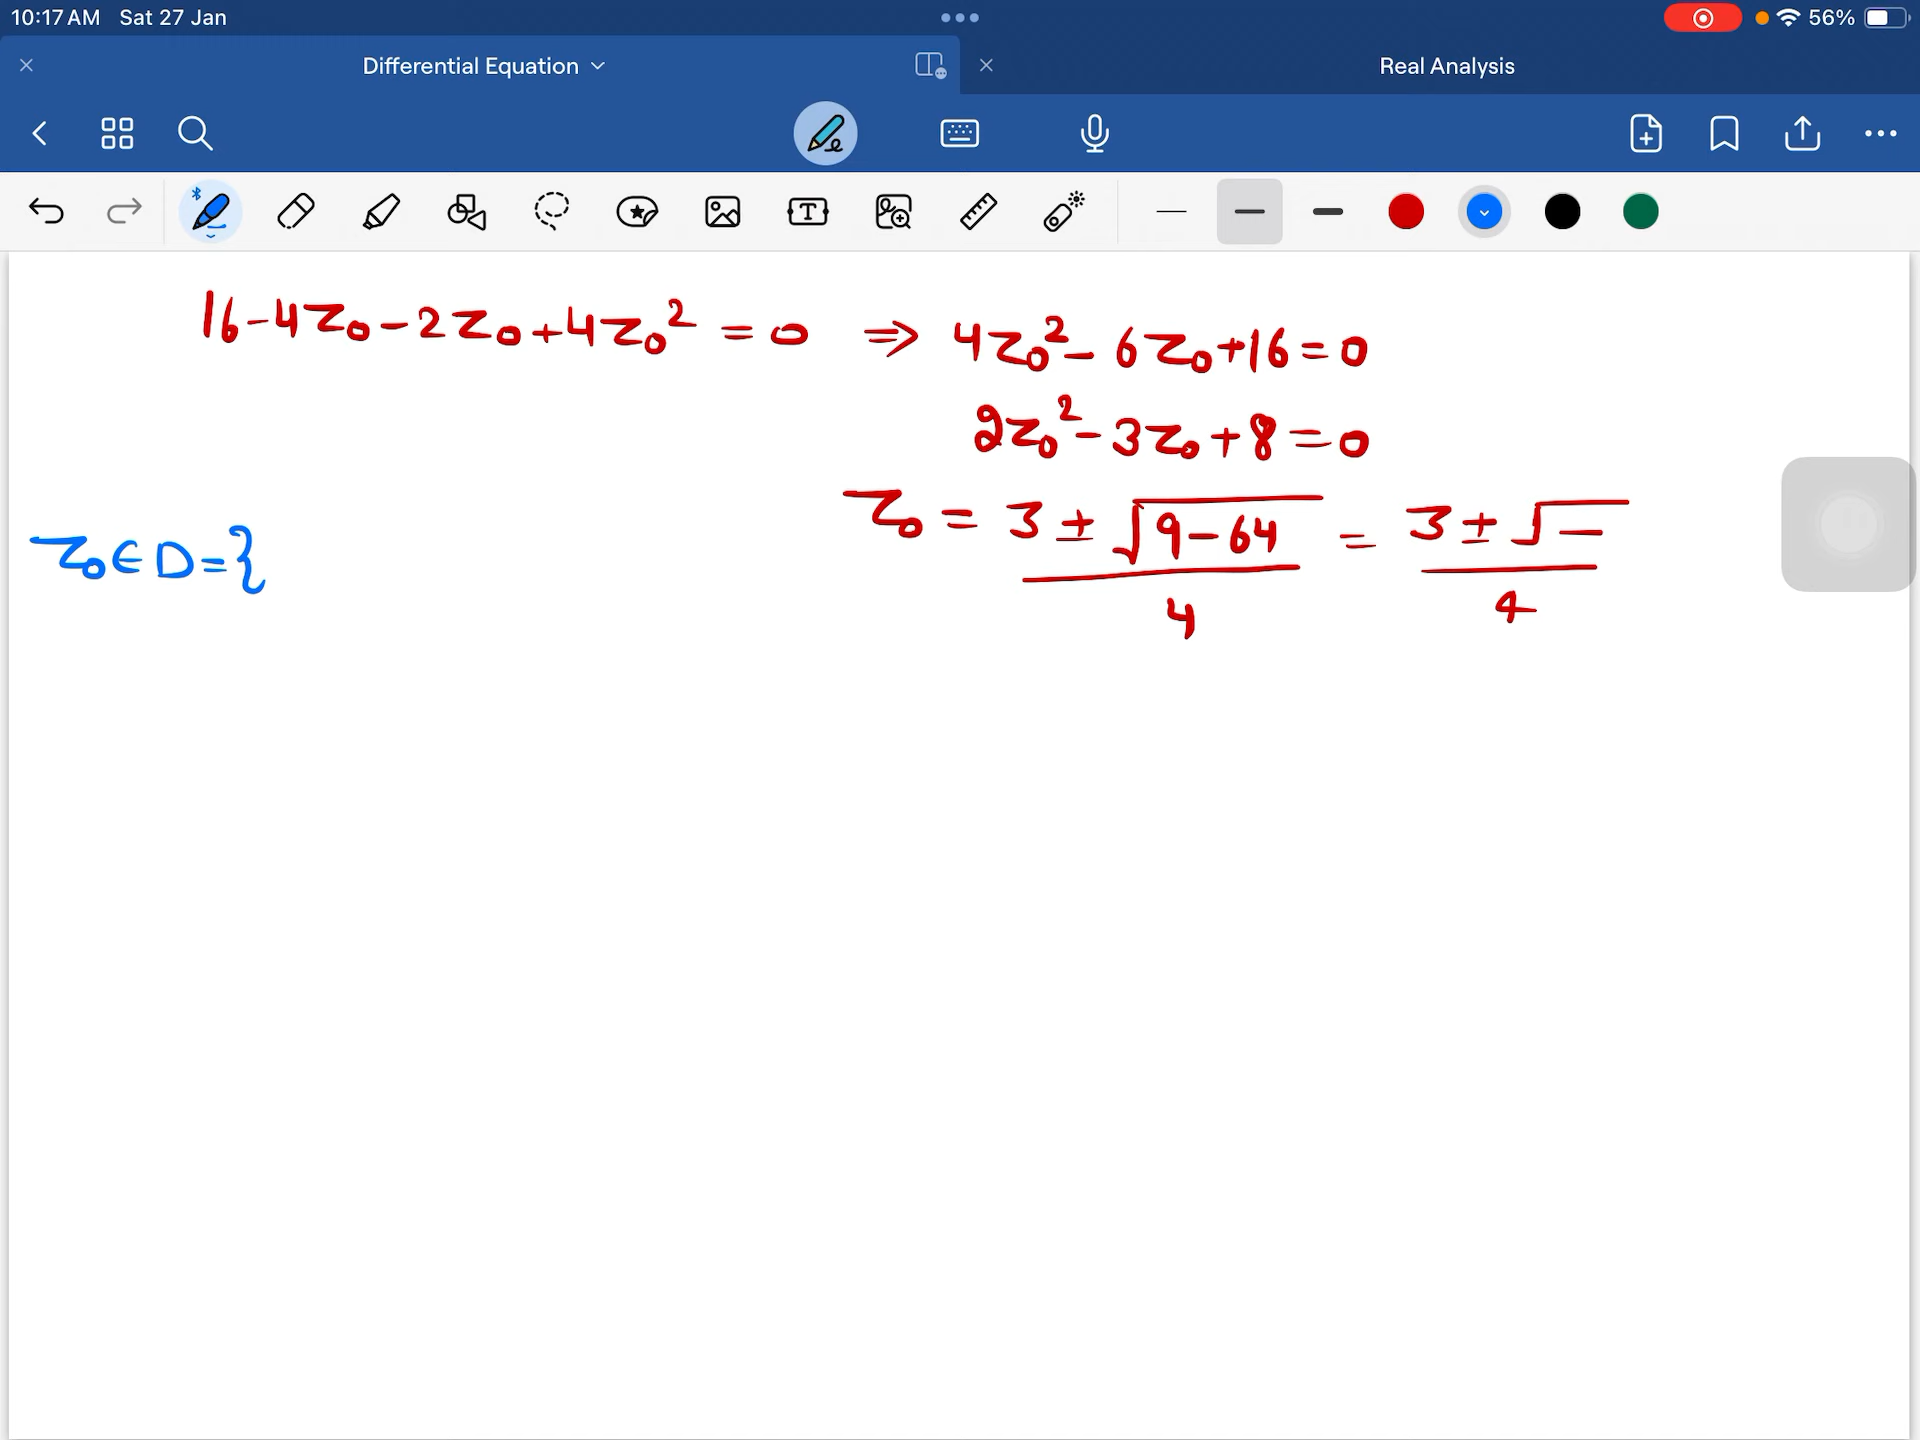 10:17 AM Sat 27 Jan
56%
Differential Equation
Real Analysis
16-4z₀-2z₀+4z₀² = 0 ⇒ 4z₀²- 6z₀+16=0
2z₀²-3z₀+8=0
z₀ = 3 ± √9-64 / 4 = 3 ± √- / 4
z₀ ∈ D = }